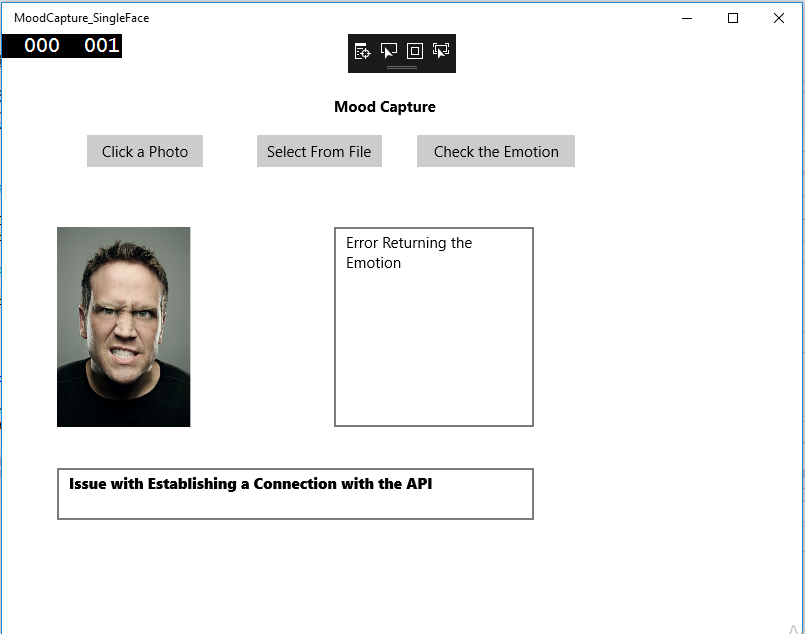 MoodCapture_SingleFace
000 001
Mood Capture
Click a Photo Select From File Check the Emotion
Error Returning the
Emotion
Issue with Establishing a Connection with the API